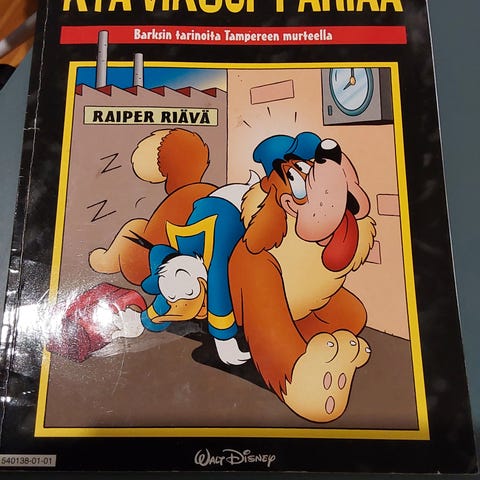 Barksin tarinoita Tampereen murteella
RAIPER RIÄVÄ
Z
Z
Walt Disney
540138-01-01